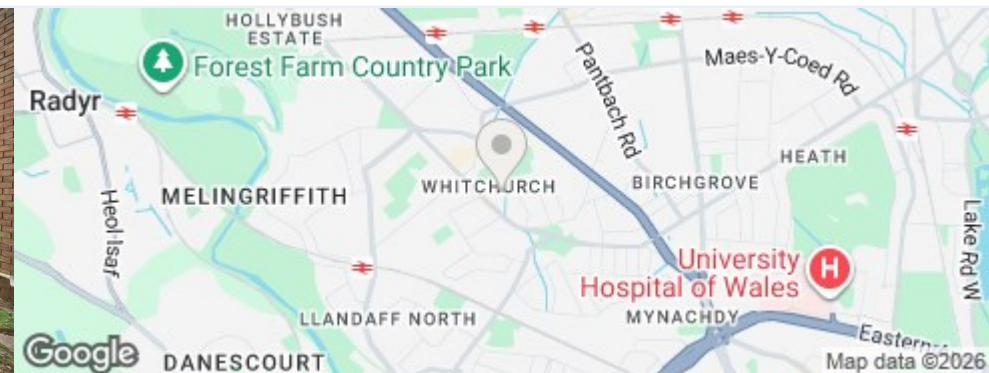 HOLLYBUSH
ESTATE
Forest Farm Country Park
Radyr
Pantbach Rd
Maes-Y-Coed Rd
HEATH
WHITCHURCH
BIRCHGROVE
MELINGRIFFITH
Heol-Isaf
Lake Rd W
University
Hospital of Wales
H
LLANDAFF NORTH
MYNACHDY
Google
DANESCOURT
Map data ©2026